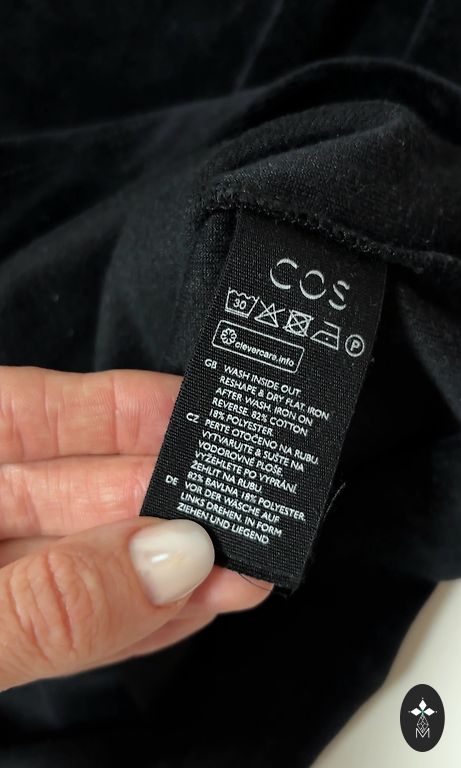 COS
30
P
clevercare.info
GB WASH INSIDE OUT.
RESHAPE & DRY FLAT. IRON
AFTER WASH. IRON ON
REVERSE. 82% COTTON
18% POLYESTER.
CZ PERTE OTOČENO NA RUBU.
VYTVARUJTE & SUŠTE NA
VODOROVNÉ PLOŠE
VYŽEHLETE PO VYPRÁNÍ.
ŽEHLIT NA RUBU.
82% BAVLNA 18% POLYESTER.
DE VOR DER WÄSCHE AUF
LINKS DREHEN. IN FORM
ZIEHEN UND LIEGEND
M